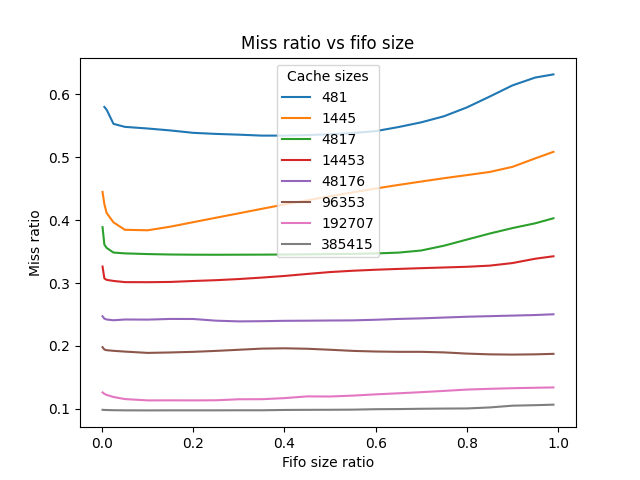 Miss ratio vs fifo size
Cache sizes
481
1445
4817
14453
48176
96353
192707
385415
Miss ratio
0.6
0.5
0.4
0.3
0.2
0.1
0.0 0.2 0.4 0.6 0.8 1.0
Fifo size ratio